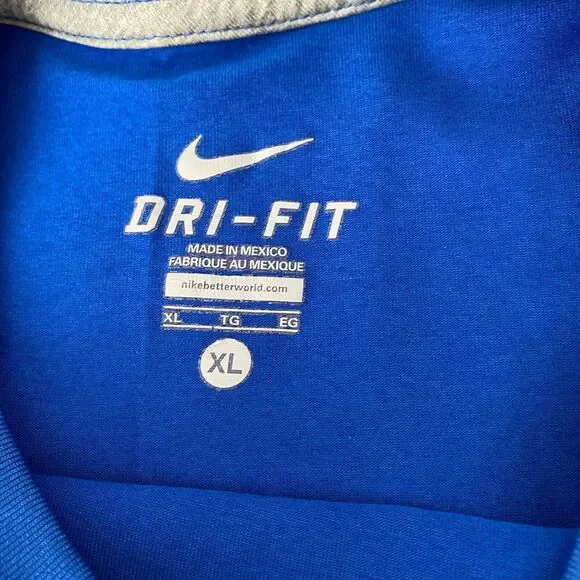 DRI-FIT
MADE IN MEXICO
FABRIQUE AU MEXIQUE
nikebetterworld.com
XL TG EG
XL